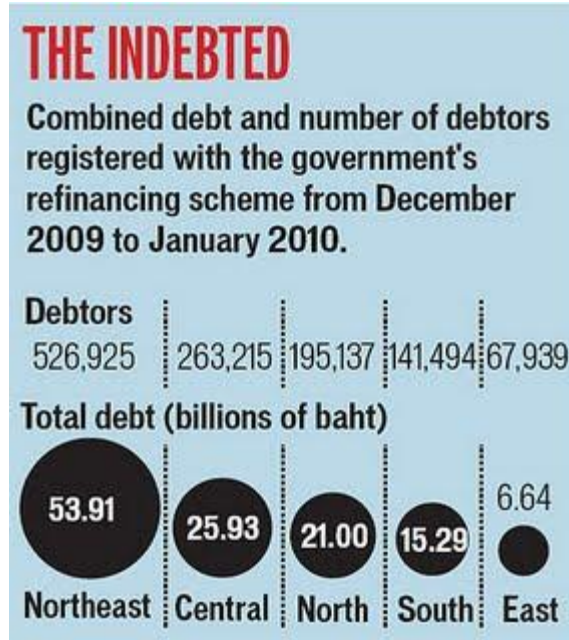 THE INDEBTED
Combined debt and number of debtors
registered with the government's
refinancing scheme from December
2009 to January 2010.
Debtors
526,925 263,215 195,137 141,494 67,939
Total debt (billions of baht)
53.91 25.93 21.00 15.29 6.64
Northeast Central North South East